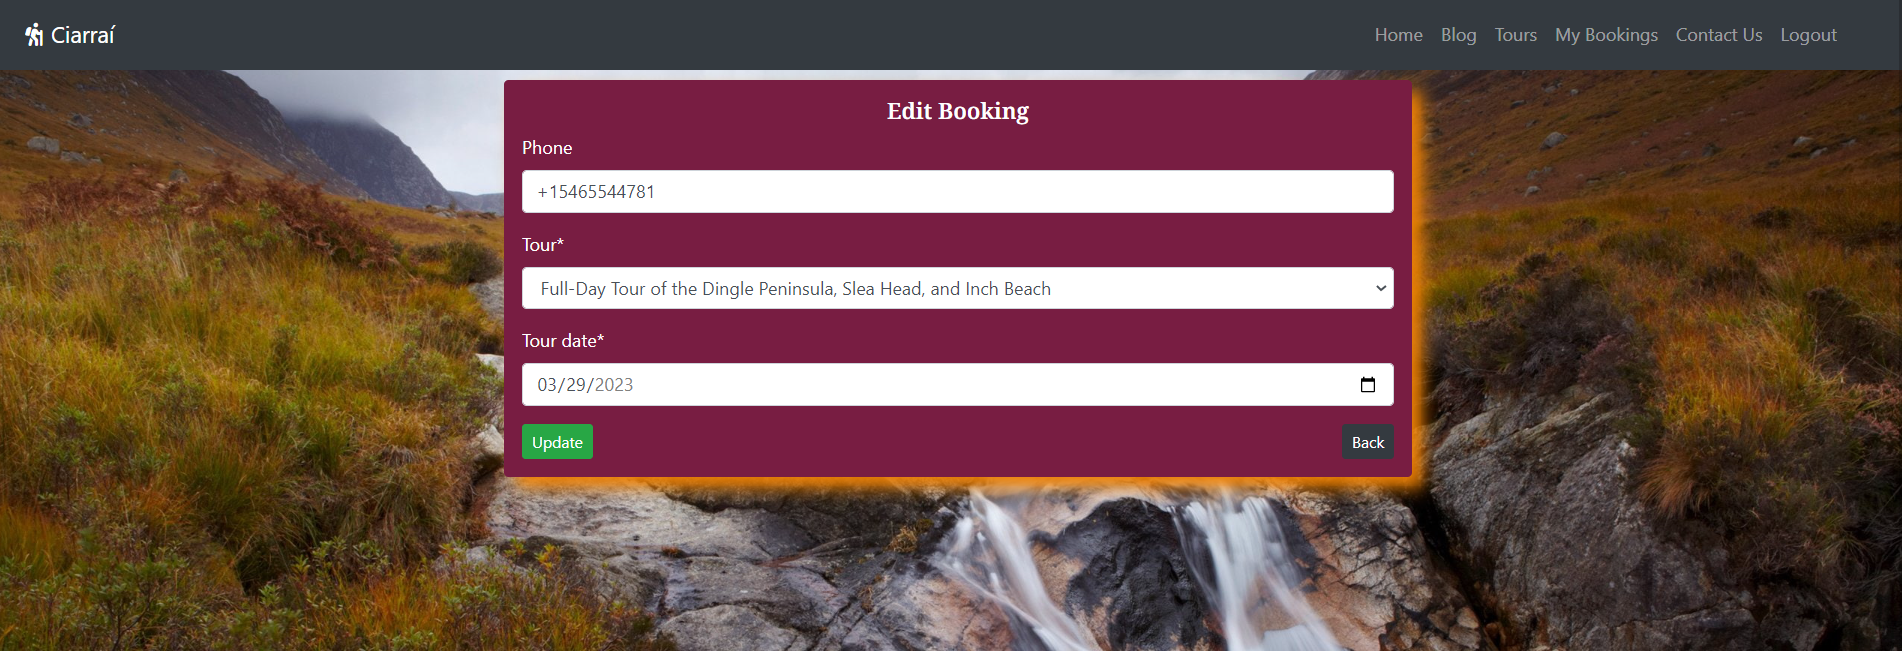 Ciarraí
Home Blog Tours My Bookings Contact Us Logout
Edit Booking
Phone
+15465544781
Tour*
Full-Day Tour of the Dingle Peninsula, Slea Head, and Inch Beach
Tour date*
03/29/2023
Update
Back